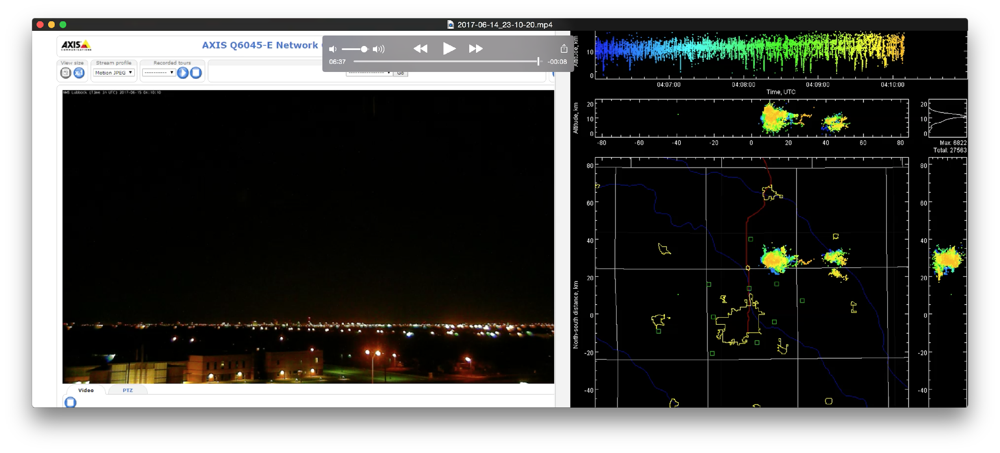 2017-06-14_23-10-20.mp4
AXIS
COMMUNICATIONS
AXIS Q6045-E Network
06:37
-00:08
View size
Stream profile
Recorded tours
x1
Motion JPEG
----------
Go
NWS Lubbock (Time in UTC) 2017-06-15 04:10:10
Video
PTZ
Altitude, km
10
0
04:07:00
04:08:00
04:09:00
04:10:00
Time, UTC
Altitude, km
20
10
0
-80
-60
-40
-20
0
20
40
60
80
20
10
0
Max: 6822
Total: 27563
North-south distance, km
80
60
40
20
0
-20
-40
80
60
40
20
0
-20
-40